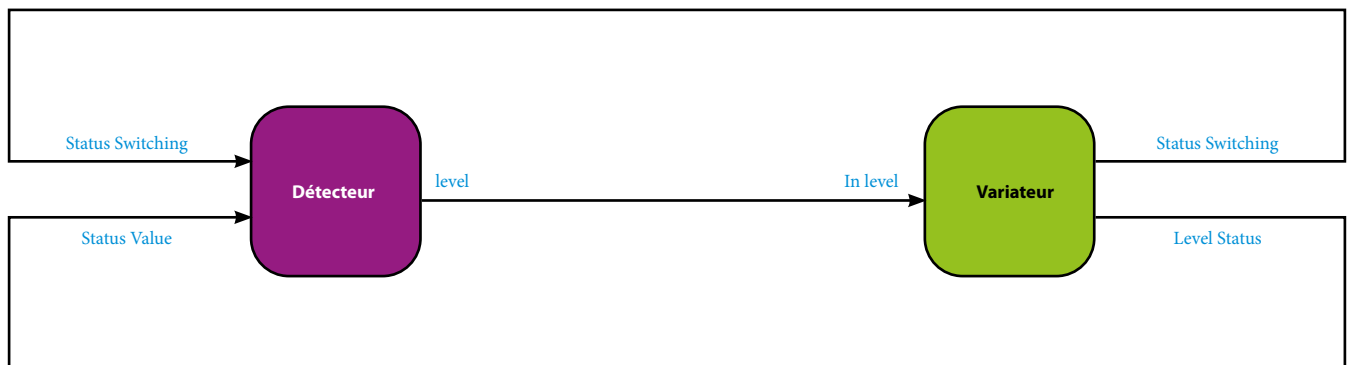 Status Switching
Status Switching
Détecteur
level
In level
Variateur
Status Value
Level Status